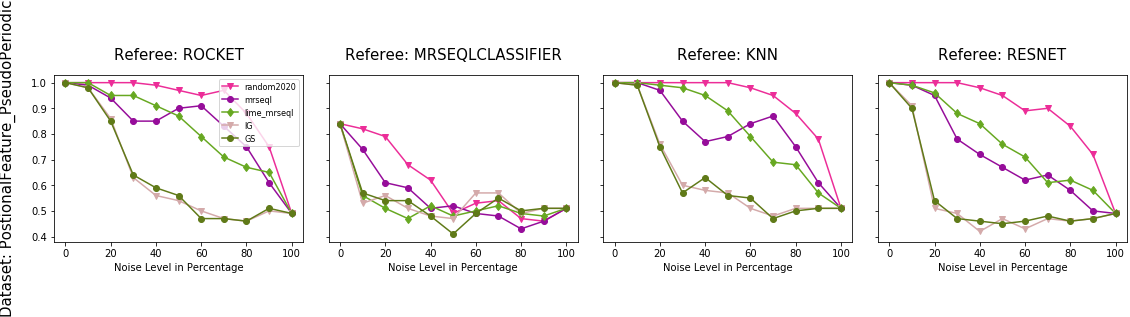 Dataset: PostionalFeature_PseudoPeriodic
Referee: ROCKET
1.0
0.9
0.8
0.7
0.6
0.5
0.4
0 20 40 60 80 100
Noise Level in Percentage
random2020
mrseql
lime_mrseql
IG
GS
Referee: MRSEQLCLASSIFIER
0 20 40 60 80 100
Noise Level in Percentage
Referee: KNN
0 20 40 60 80 100
Noise Level in Percentage
Referee: RESNET
0 20 40 60 80 100
Noise Level in Percentage